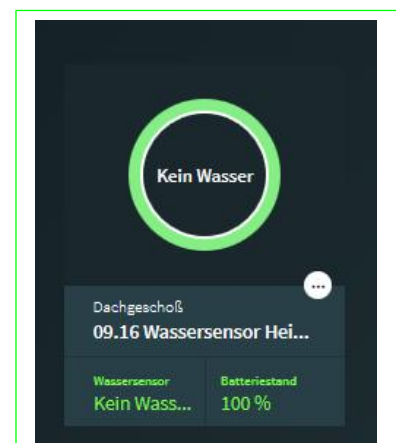 Kein Wasser
...
Dachgeschoß
09.16 Wassersensor Hei...
Wassersensor
Batteriestand
Kein Wass...
100 %